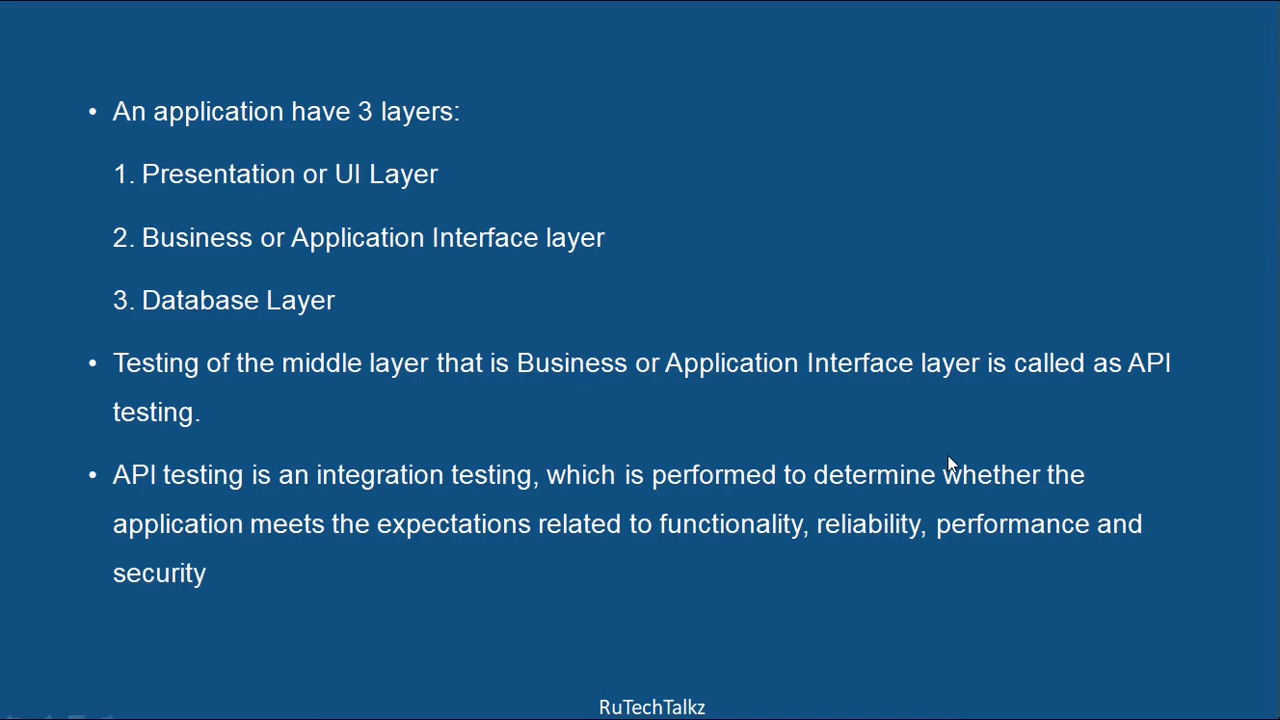 • An application have 3 layers:
1. Presentation or UI Layer
2. Business or Application Interface layer
3. Database Layer
• Testing of the middle layer that is Business or Application Interface layer is called as API
testing.
• API testing is an integration testing, which is performed to determine whether the
application meets the expectations related to functionality, reliability, performance and
security
RuTechTalkz